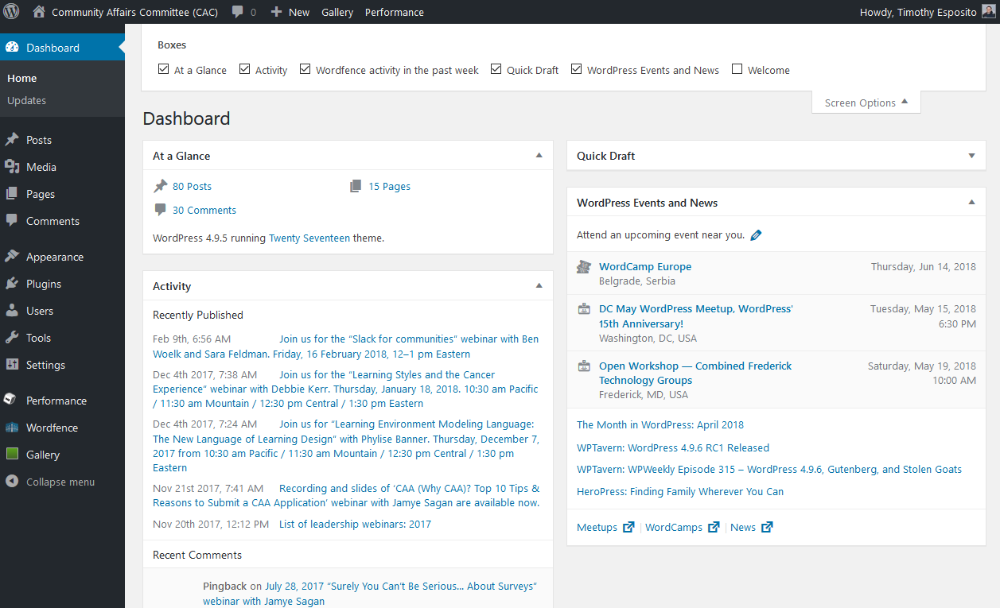 Community Affairs Committee (CAC) 0 New Gallery Performance Howdy, Timothy Esposito
Dashboard
Home
Updates
Posts
Media
Pages
Comments
Appearance
Plugins
Users
Tools
Settings
Performance
Wordfence
Gallery
Collapse menu
Boxes
At a Glance Activity Wordfence activity in the past week Quick Draft WordPress Events and News Welcome
Screen Options
Dashboard
At a Glance
80 Posts 15 Pages
30 Comments
WordPress 4.9.5 running Twenty Seventeen theme.
Activity
Recently Published
Feb 9th, 6:56 AM Join us for the “Slack for communities” webinar with Ben
Woelk and Sara Feldman. Friday, 16 February 2018, 12–1 pm Eastern
Dec 4th 2017, 7:38 AM Join us for the “Learning Styles and the Cancer
Experience” webinar with Debbie Kerr. Thursday, January 18, 2018. 10:30 am Pacific
/ 11:30 am Mountain / 12:30 pm Central / 1:30 pm Eastern
Dec 4th 2017, 7:24 AM Join us for “Learning Environment Modeling Language:
The New Language of Learning Design” with Phylise Banner. Thursday, December 7,
2017 from 10:30 am Pacific / 11:30 am Mountain / 12:30 pm Central / 1:30 pm
Eastern
Nov 21st 2017, 7:41 AM Recording and slides of ‘CAA (Why CAA)? Top 10 Tips &
Reasons to Submit a CAA Application’ webinar with Jamye Sagan are available now.
Nov 20th 2017, 12:12 PM List of leadership webinars: 2017
Recent Comments
Pingback on July 28, 2017 “Surely You Can’t Be Serious... About Surveys”
webinar with Jamye Sagan
Quick Draft
WordPress Events and News
Attend an upcoming event near you.
WordCamp Europe Thursday, Jun 14, 2018
Belgrade, Serbia
DC May WordPress Meetup, WordPress' Tuesday, May 15, 2018
15th Anniversary! 6:30 PM
Washington, DC, USA
Open Workshop — Combined Frederick Saturday, May 19, 2018
Technology Groups 10:00 AM
Frederick, MD, USA
The Month in WordPress: April 2018
WPTavern: WordPress 4.9.6 RC1 Released
WPTavern: WPWeekly Episode 315 – WordPress 4.9.6, Gutenberg, and Stolen Goats
HeroPress: Finding Family Wherever You Can
Meetups | WordCamps | News